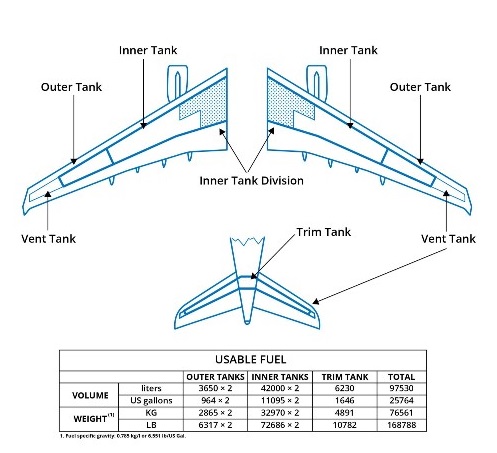 Inner Tank Inner Tank
Outer Tank Outer Tank
Inner Tank Division
Vent Tank Trim Tank Vent Tank
USABLE FUEL
OUTER TANKS INNER TANKS TRIM TANK TOTAL
VOLUME liters 3650 × 2 42000 × 2 6230 97530
US gallons 964 × 2 11095 × 2 1646 25764
WEIGHT(1) KG 2865 × 2 32970 × 2 4891 76561
LB 6317 × 2 72686 × 2 10782 168788
1. Fuel specific gravity: 0.785 kg/l or 6.551 lb/US Gal.